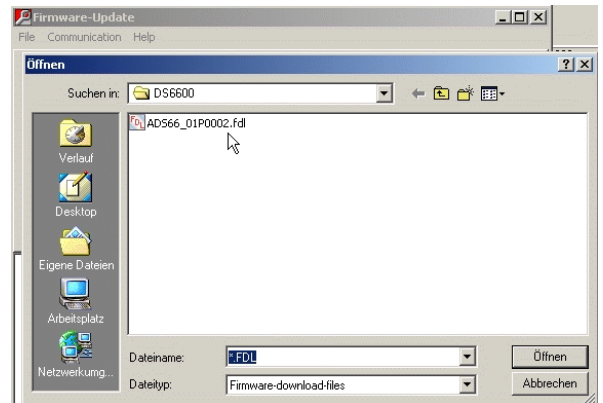 Firmware-Update
File Communication Help
Öffnen
Suchen in: DS6600
ADS66_01P0002.fdl
Verlauf
Desktop
Eigene Dateien
Arbeitsplatz
Netzwerkumg...
Dateiname: *.FDL Öffnen
Dateityp: Firmware-download-files Abbrechen